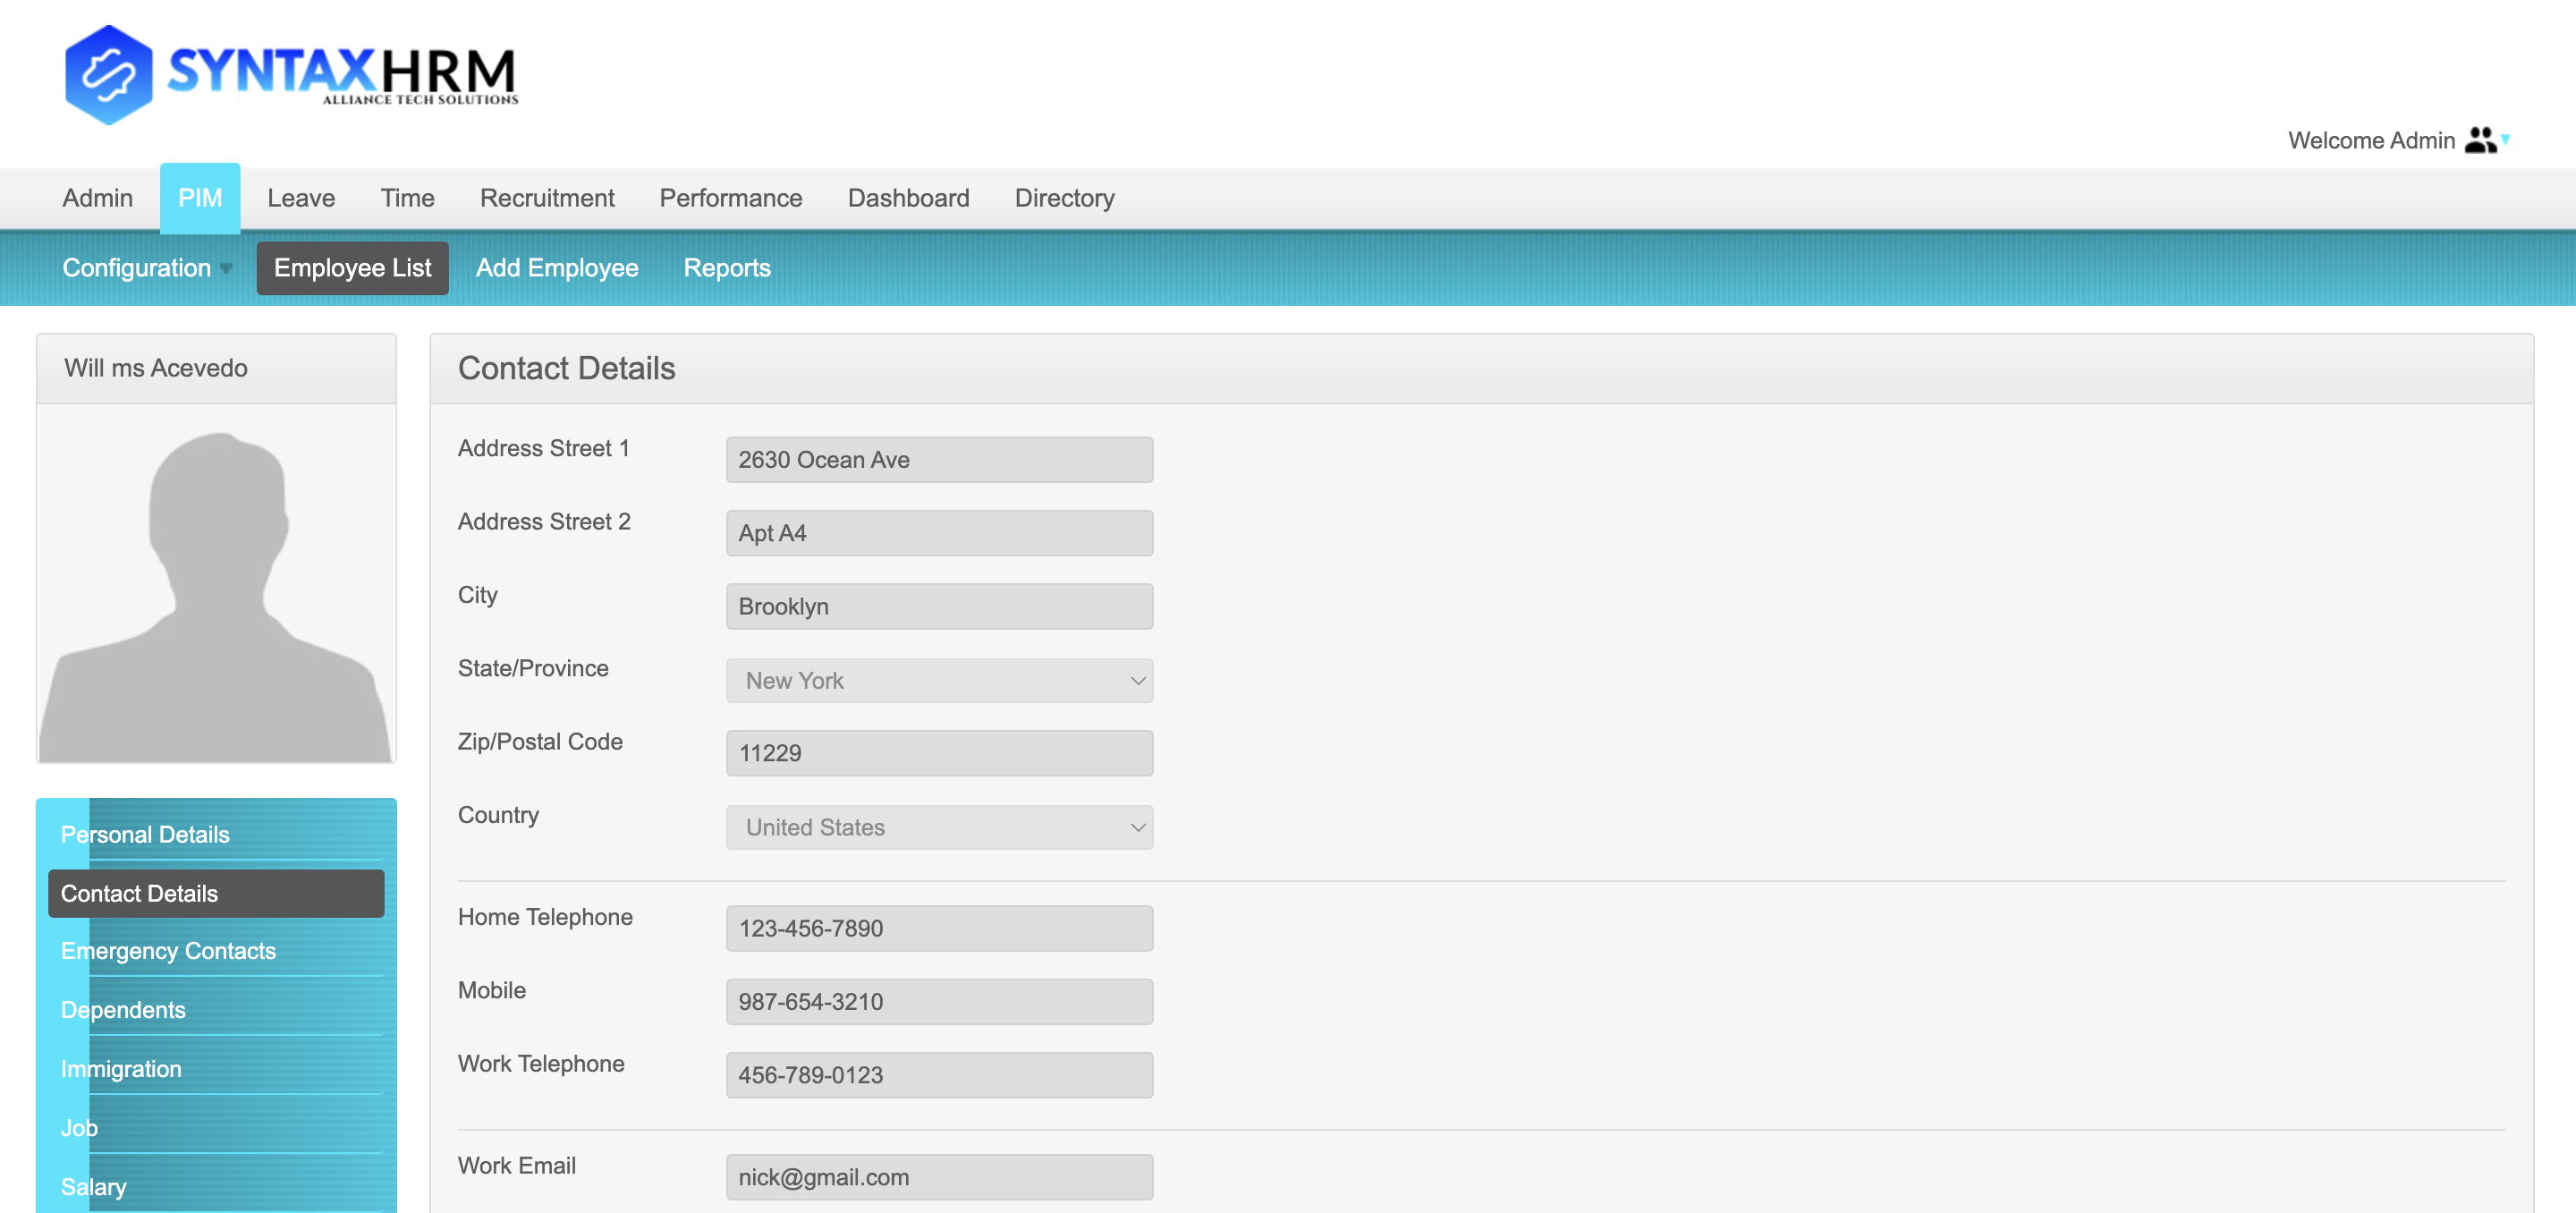 SYNTAXHRM
ALLIANCE TECH SOLUTIONS
Welcome Admin
Admin PIM Leave Time Recruitment Performance Dashboard Directory
Configuration Employee List Add Employee Reports
Will ms Acevedo
Personal Details
Contact Details
Emergency Contacts
Dependents
Immigration
Job
Salary
Contact Details
Address Street 1 2630 Ocean Ave
Address Street 2 Apt A4
City Brooklyn
State/Province New York
Zip/Postal Code 11229
Country United States
Home Telephone 123-456-7890
Mobile 987-654-3210
Work Telephone 456-789-0123
Work Email nick@gmail.com